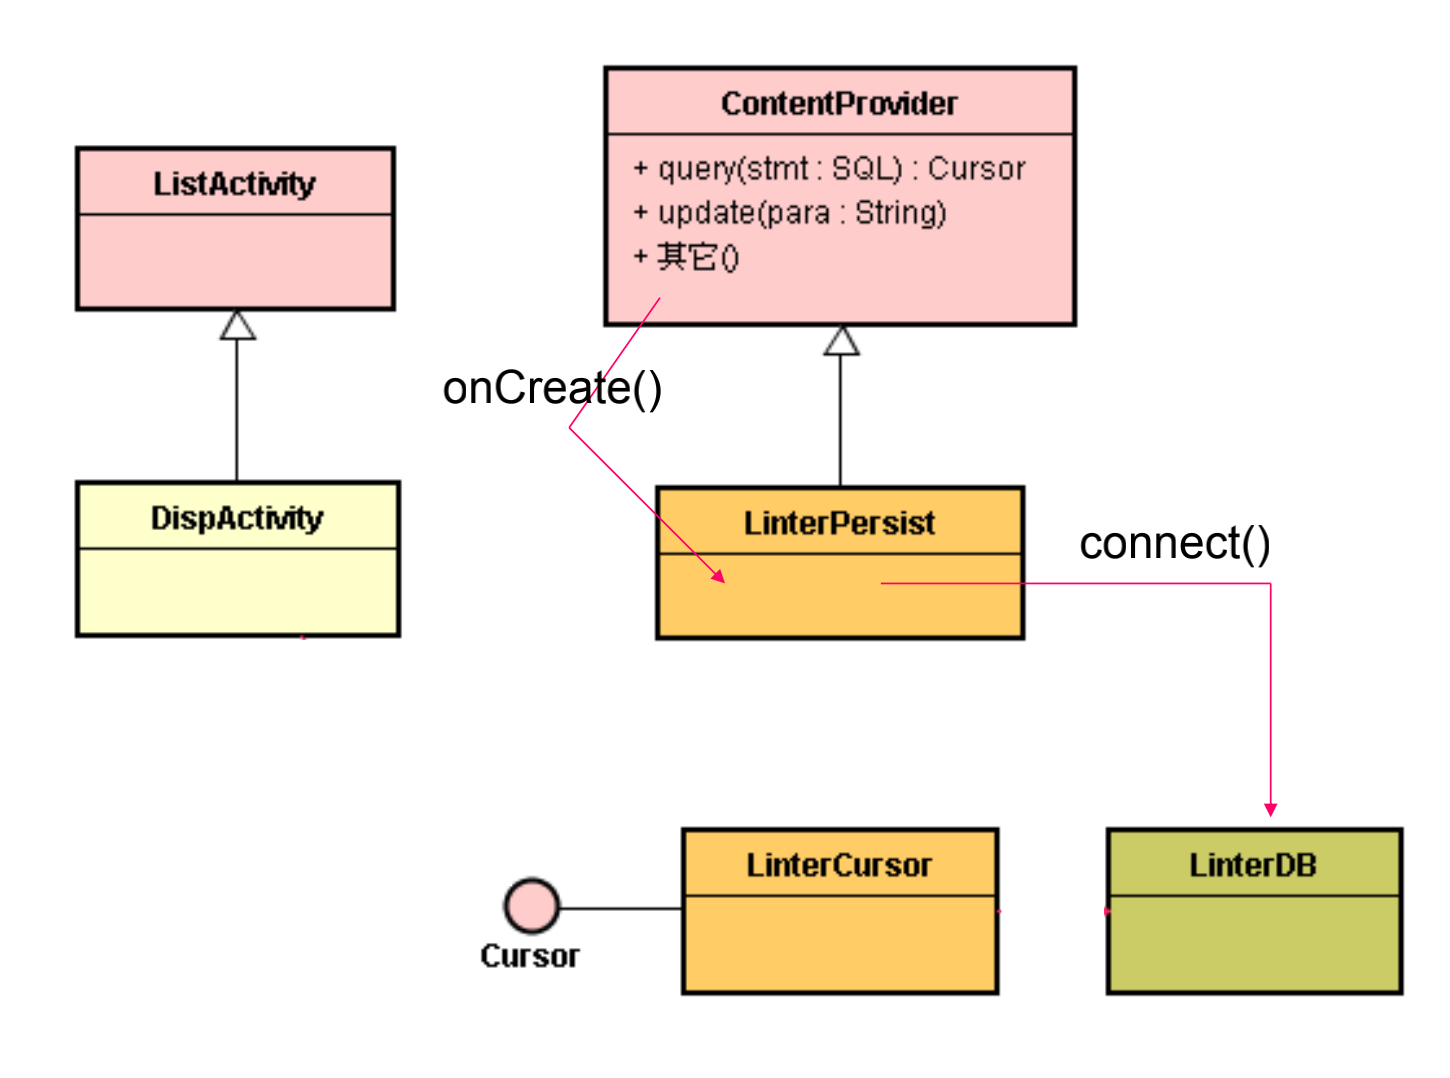 ContentProvider
+ query(stmt : SQL) : Cursor
+ update(para : String)
+ 其它()
ListActivity
onCreate()
DispActivity
LinterPersist
connect()
LinterCursor
LinterDB
Cursor